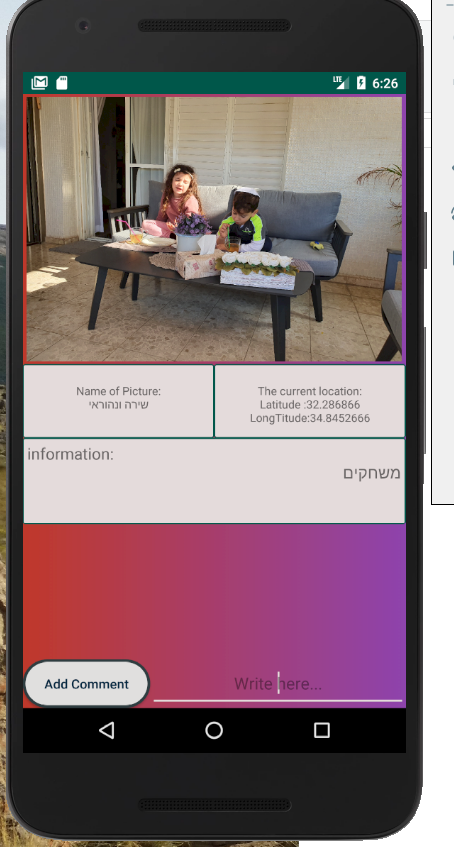 LTE 6:26
Name of Picture:
שירה ונהוראי
The current location:
Latitude :32.286866
LongTitude:34.8452666
information:
משחקים
Add Comment
Write here...